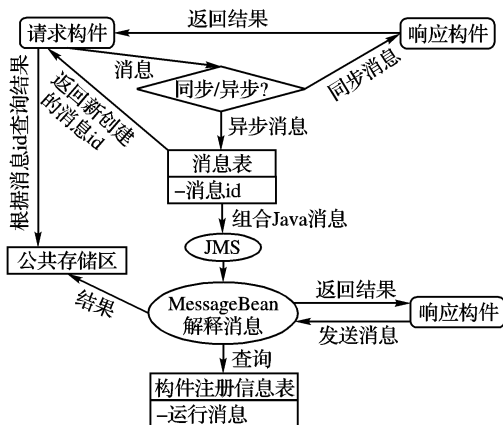 返回结果
请求构件
响应构件
消息
同步/异步?
同步消息
返回新创建
的消息id
根据消息id查询结果
异步消息
消息表
-消息id
组合Java消息
JMS
公共存储区
结果
MessageBean
解释消息
返回结果
发送消息
响应构件
查询
构件注册信息表
-运行消息